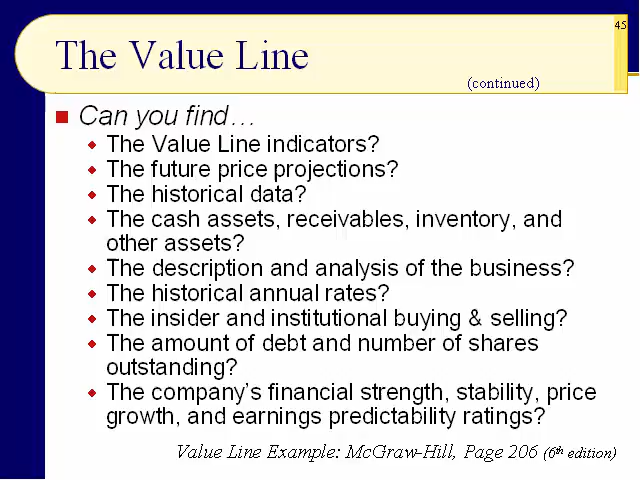 45
The Value Line
(continued)
Can you find…
The Value Line indicators?
The future price projections?
The historical data?
The cash assets, receivables, inventory, and
other assets?
The description and analysis of the business?
The historical annual rates?
The insider and institutional buying & selling?
The amount of debt and number of shares
outstanding?
The company's financial strength, stability, price
growth, and earnings predictability ratings?
Value Line Example: McGraw-Hill, Page 206 (6th edition)